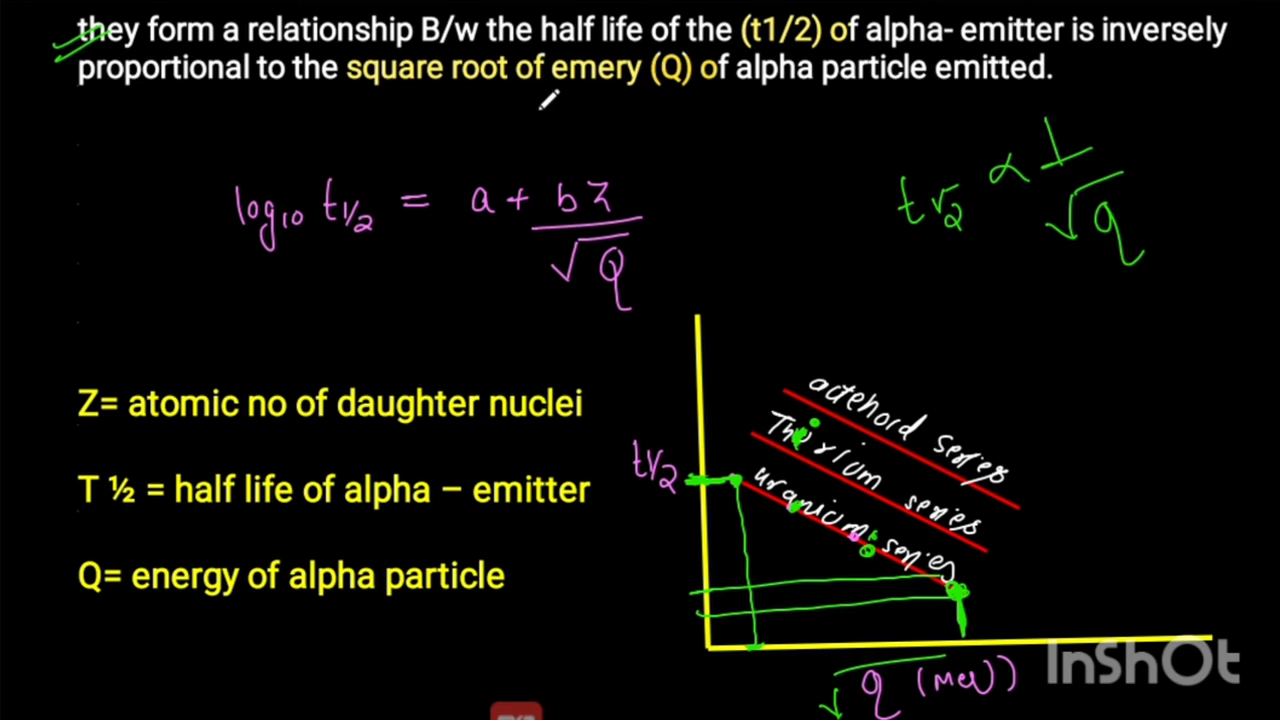 they form a relationship B/w the half life of the (t1/2) of alpha- emitter is inversely
proportional to the square root of emery (Q) of alpha particle emitted.
log10 t1/2 = a + bZ/√Q
t1/2 ∝ 1/√q
Z= atomic no of daughter nuclei
T ½ = half life of alpha – emitter
Q= energy of alpha particle
t1/2
actehord series
Thorium series
uranium series
√q (Mev)
InShOt